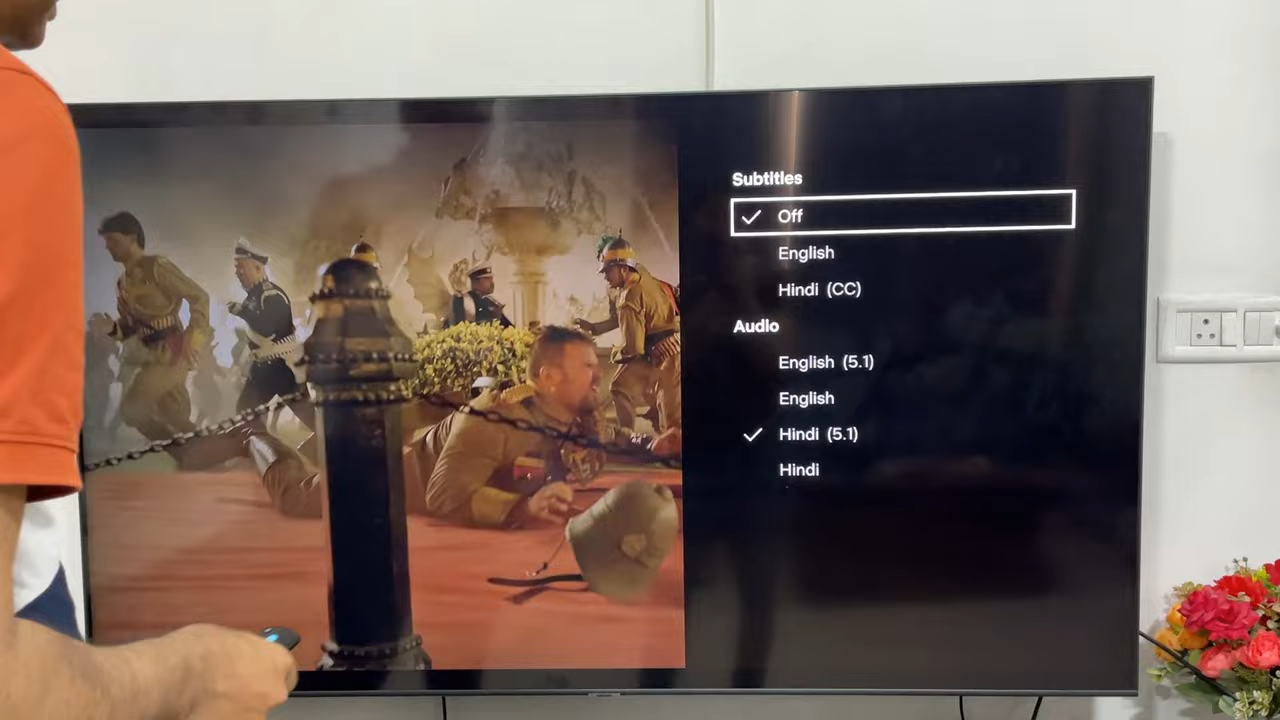 Subtitles
Off
English
Hindi (CC)
Audio
English (5.1)
English
Hindi (5.1)
Hindi